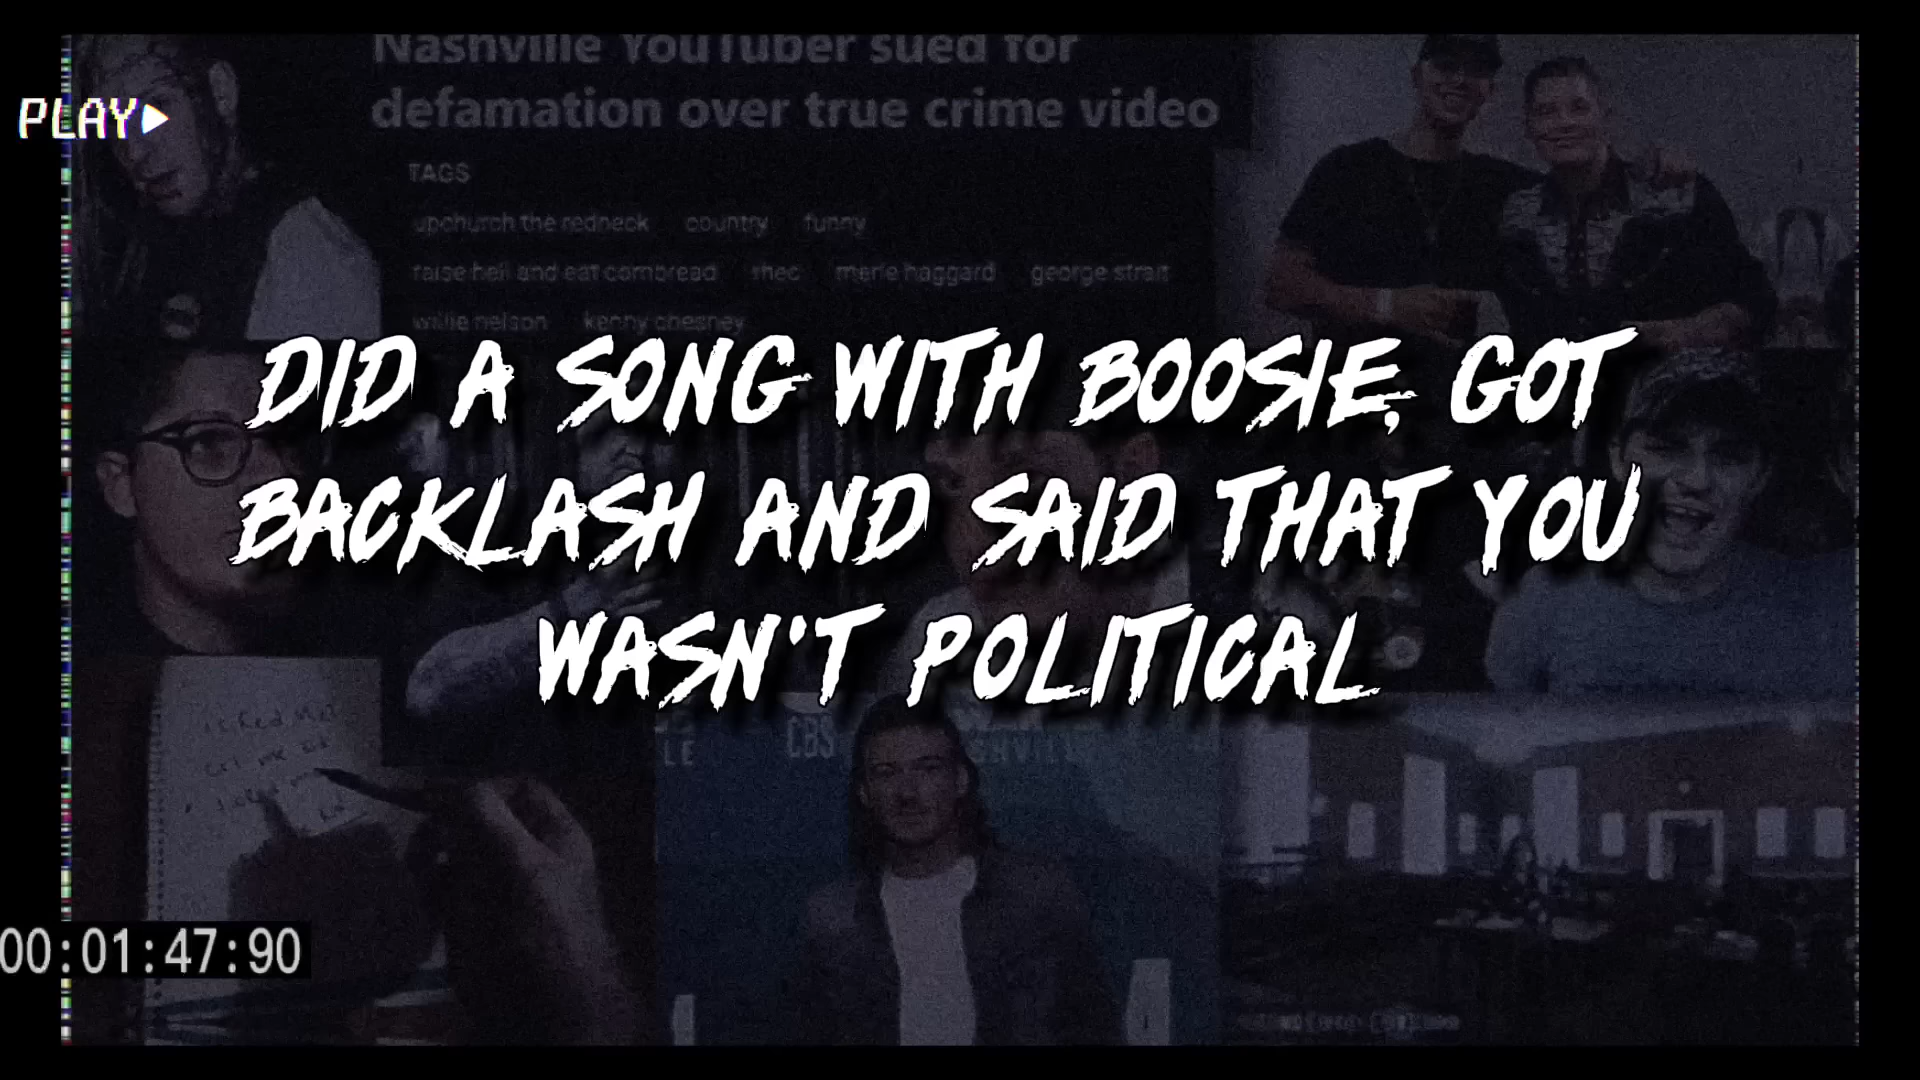 Nashville YouTuber sued for
defamation over true crime video
PLAY
TAGS
upchurch the redneck country funny
raise hell and eat cornbread rhec merle haggard george strait
willie nelson kenny chesney
DID A SONG WITH BOOSIE, GOT
BACKLASH AND SAID THAT YOU
WASN'T POLITICAL
CBS
00:01:47:90